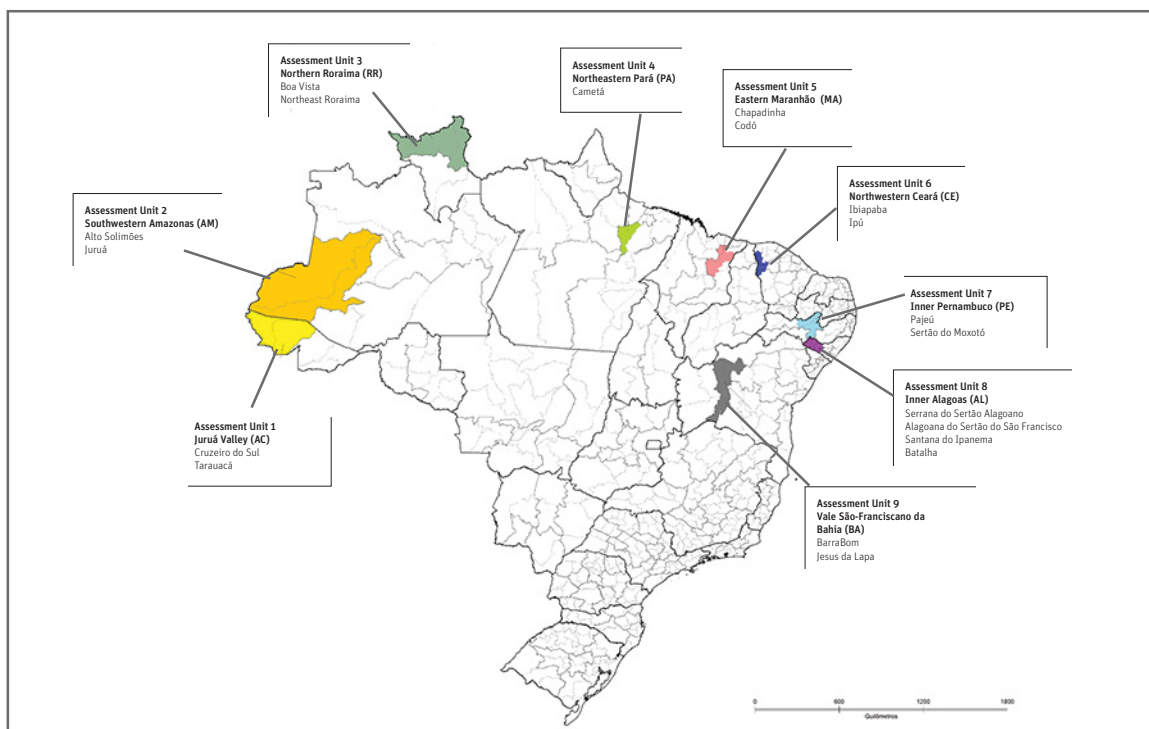 Assessment Unit 3
Northern Roraima (RR)
Boa Vista
Northeast Roraima
Assessment Unit 4
Northeastern Pará (PA)
Cametá
Assessment Unit 5
Eastern Maranhão (MA)
Chapadinha
Codó
Assessment Unit 6
Northwestern Ceará (CE)
Ibiapaba
Ipú
Assessment Unit 2
Southwestern Amazonas (AM)
Alto Solimões
Juruá
Assessment Unit 7
Inner Pernambuco (PE)
Pajeú
Sertão do Moxotó
Assessment Unit 8
Inner Alagoas (AL)
Serrana do Sertão Alagoano
Alagoana do Sertão do São Francisco
Santana do Ipanema
Batalha
Assessment Unit 1
Juruá Valley (AC)
Cruzeiro do Sul
Tarauacá
Assessment Unit 9
Vale São-Franciscano da
Bahia (BA)
BarraBom
Jesus da Lapa
0 600 1200 1800
Quilômetros